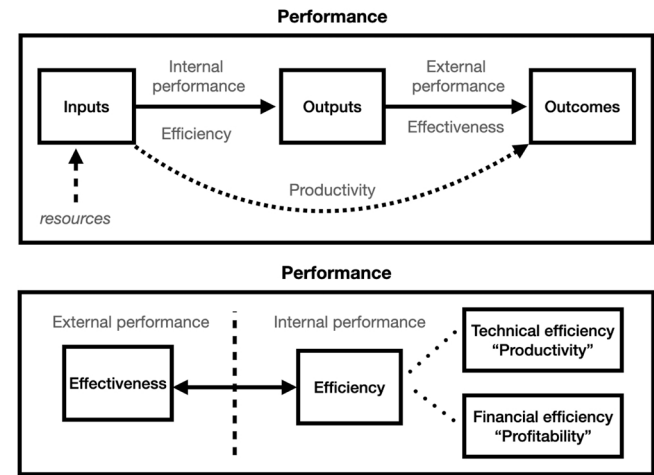 Performance
Internal
performance
External
performance
Inputs
Outputs
Outcomes
Efficiency
Effectiveness
Productivity
resources
Performance
External performance
Internal performance
Technical efficiency
“Productivity”
Effectiveness
Efficiency
Financial efficiency
“Profitability”